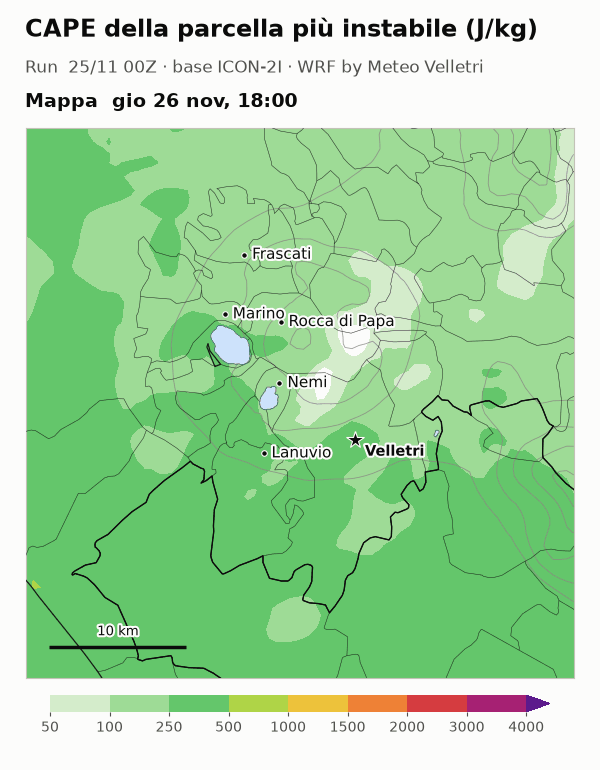 CAPE della parcella più instabile (J/kg)
Run  25/11 00Z · base ICON-2I · WRF by Meteo Velletri
Mappa  gio 26 nov, 18:00
Frascati
Marino
Rocca di Papa
Nemi
Velletri
Lanuvio
10 km
50 100 250 500 1000 1500 2000 3000 4000